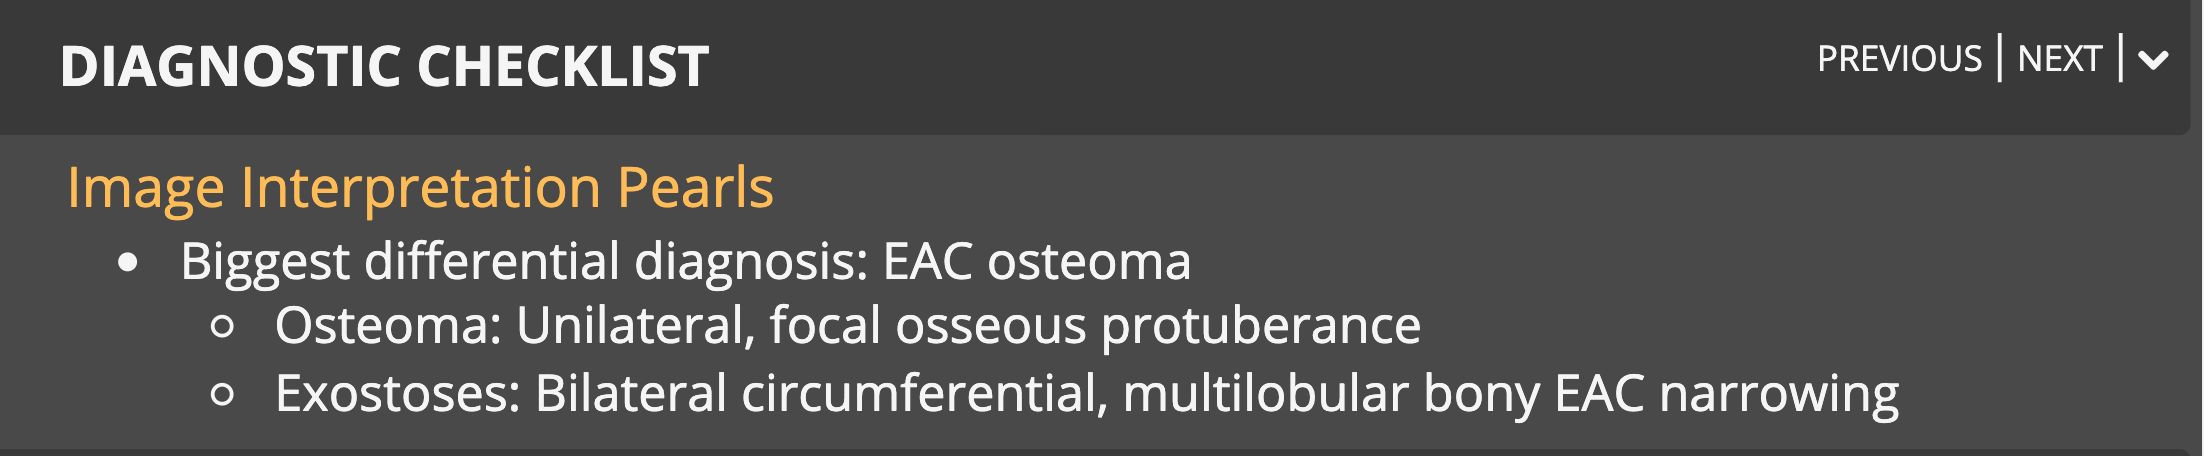 DIAGNOSTIC CHECKLIST
PREVIOUS | NEXT |
Image Interpretation Pearls
• Biggest differential diagnosis: EAC osteoma
○ Osteoma: Unilateral, focal osseous protuberance
○ Exostoses: Bilateral circumferential, multilobular bony EAC narrowing